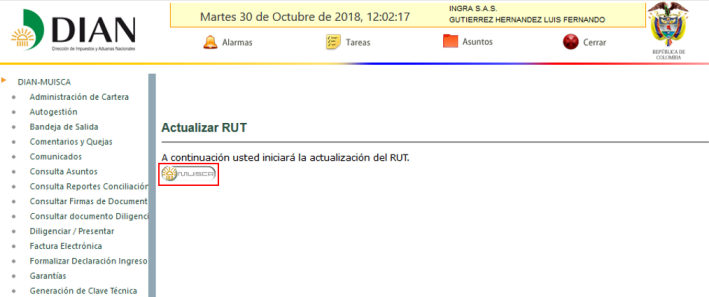 DIAN
Dirección de Impuestos y Aduanas Nacionales
Martes 30 de Octubre de 2018, 12:02:17
INGRA S.A.S.
GUTIERREZ HERNANDEZ LUIS FERNANDO
Alarmas
Tareas
Asuntos
Cerrar
REPÚBLICA DE
COLOMBIA
DIAN-MUISCA
Administración de Cartera
Autogestión
Bandeja de Salida
Comentarios y Quejas
Comunicados
Consulta Asuntos
Consulta Reportes Conciliación
Consultar Firmas de Document
Consultar documento Diligenci
Diligenciar / Presentar
Factura Electrónica
Formalizar Declaración Ingreso
Garantías
Generación de Clave Técnica
Actualizar RUT
A continuación usted iniciará la actualización del RUT.
MUISCA